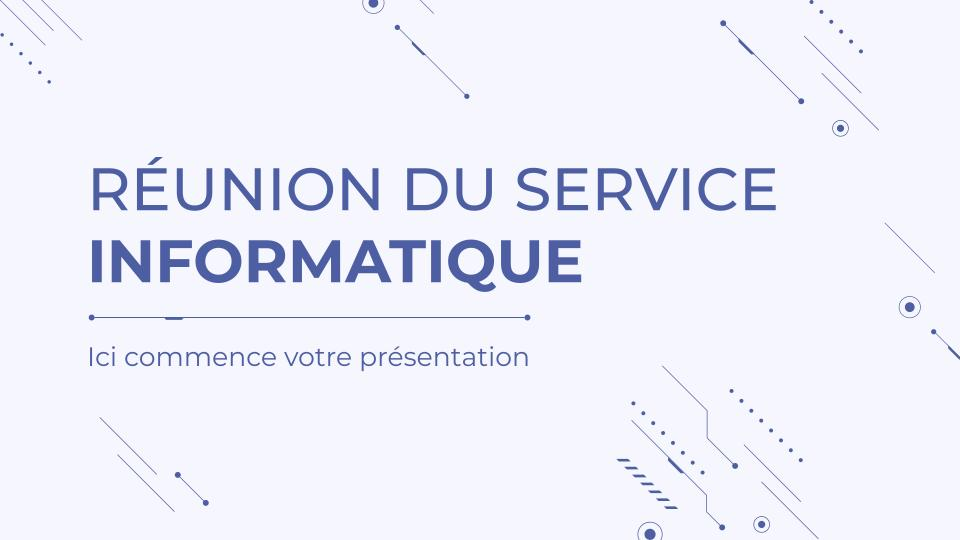 RÉUNION DU SERVICE
INFORMATIQUE
Ici commence votre présentation